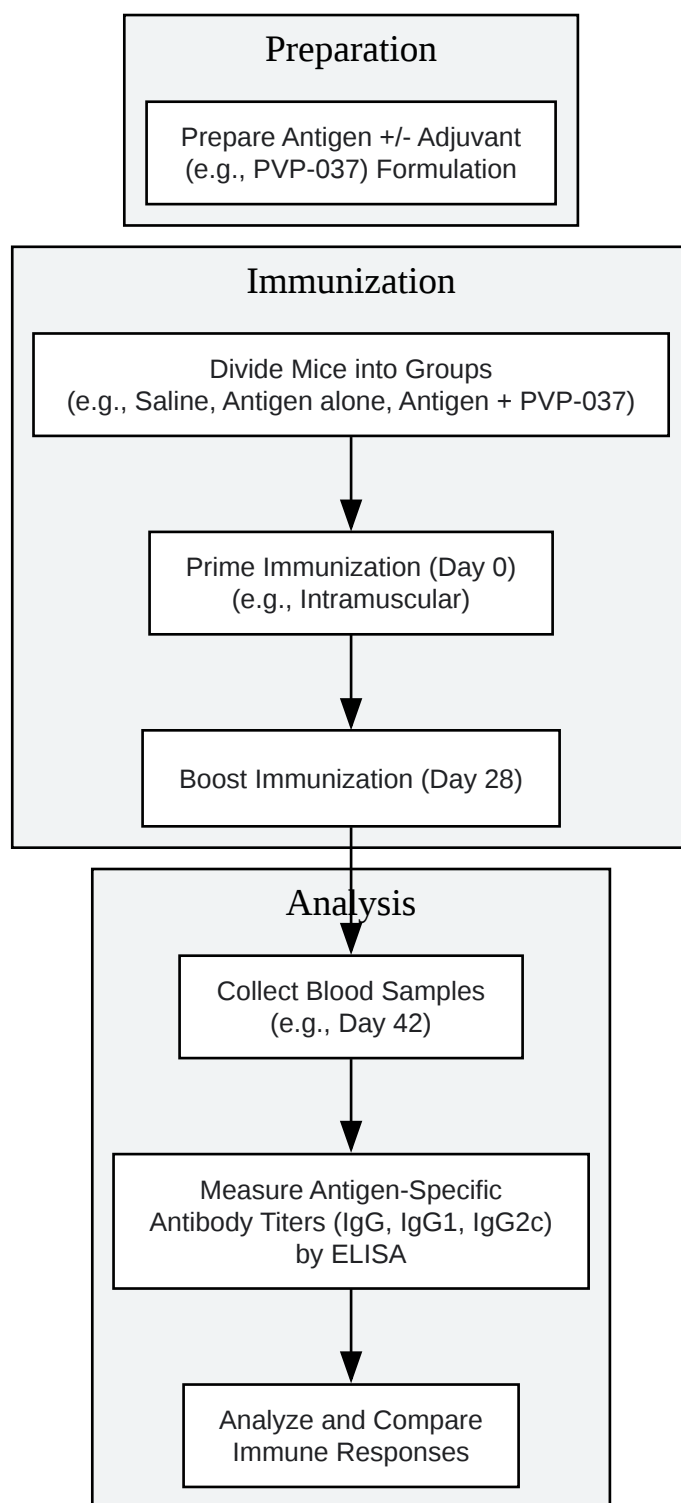 Preparation
Prepare Antigen +/- Adjuvant
(e.g., PVP-037) Formulation
Immunization
Divide Mice into Groups
(e.g., Saline, Antigen alone, Antigen + PVP-037)
Prime Immunization (Day 0)
(e.g., Intramuscular)
Boost Immunization (Day 28)
Analysis
Collect Blood Samples
(e.g., Day 42)
Measure Antigen-Specific
Antibody Titers (IgG, IgG1, IgG2c)
by ELISA
Analyze and Compare
Immune Responses